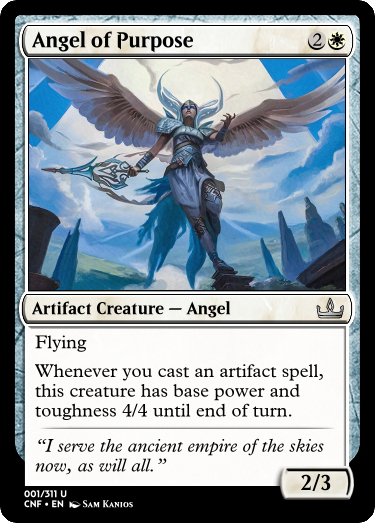 Angel of Purpose 2
Artifact Creature — Angel
Flying
Whenever you cast an artifact spell,
this creature has base power and
toughness 4/4 until end of turn.
“I serve the ancient empire of the skies
now, as will all.”
2/3
001/311 U
CNF • EN Sam Kanios